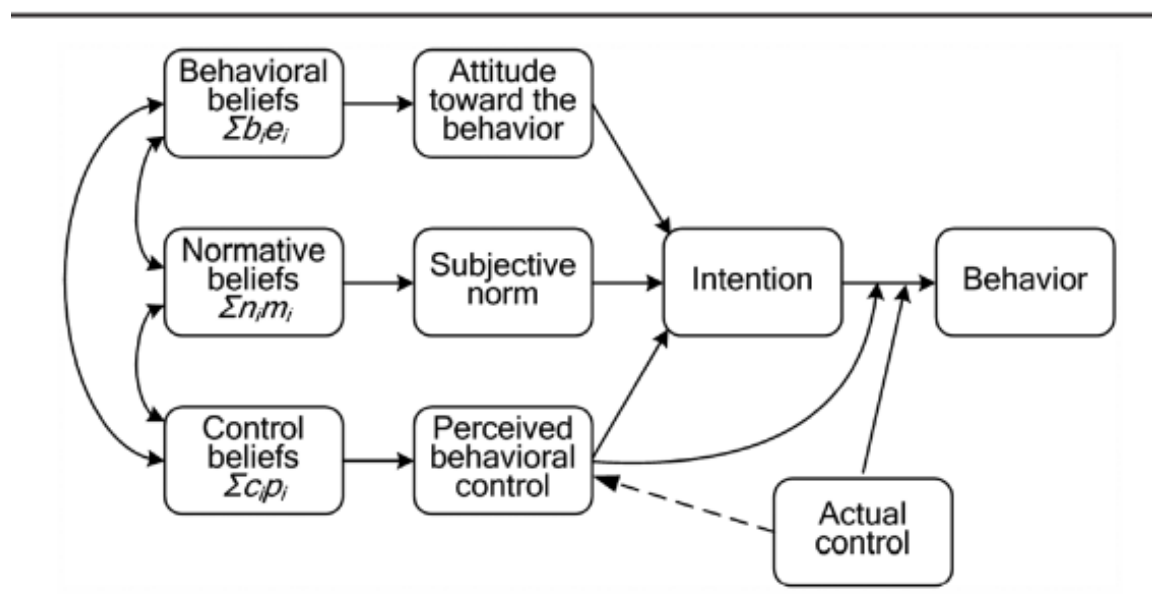 Behavioral
beliefs
Σbᵢeᵢ
Attitude
toward the
behavior
Normative
beliefs
Σnᵢmᵢ
Subjective
norm
Intention
Behavior
Control
beliefs
Σcᵢpᵢ
Perceived
behavioral
control
Actual
control